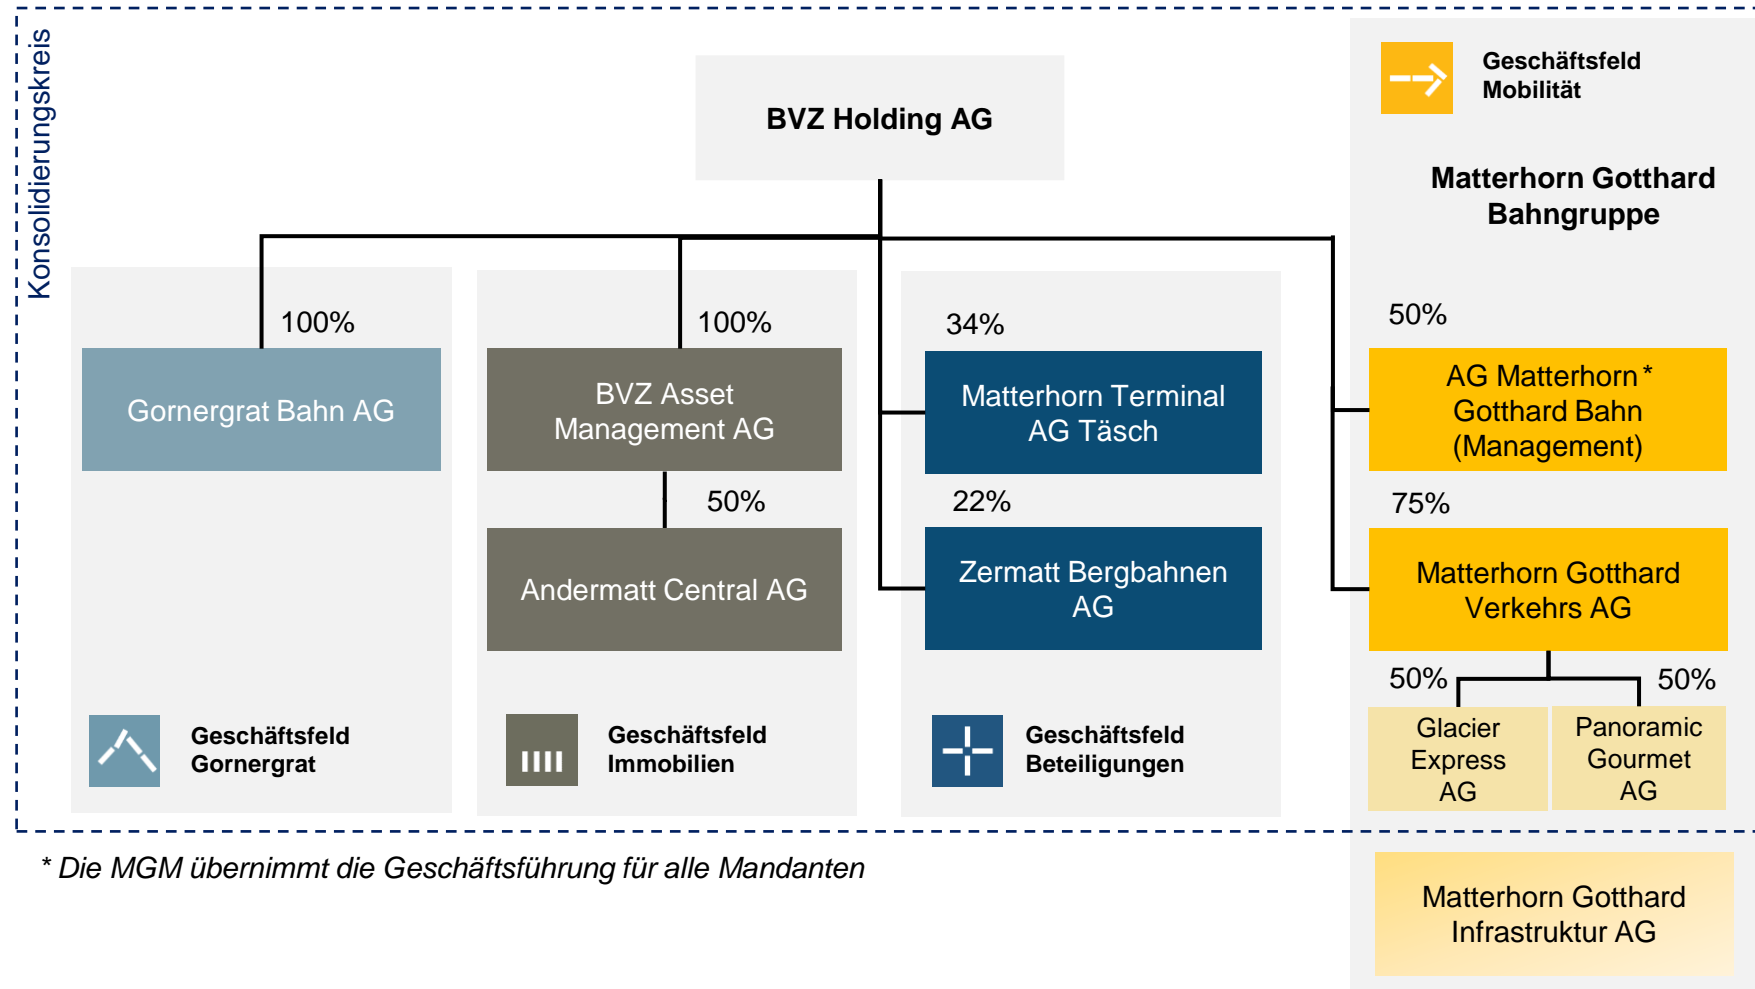 Konsolidierungskreis
BVZ Holding AG
Geschäftsfeld
Mobilität
Matterhorn Gotthard
Bahngruppe
100%
Gornergrat Bahn AG
Geschäftsfeld
Gornergrat
100%
BVZ Asset
Management AG
50%
Andermatt Central AG
Geschäftsfeld
Immobilien
34%
Matterhorn Terminal
AG Täsch
22%
Zermatt Bergbahnen
AG
Geschäftsfeld
Beteiligungen
50%
AG Matterhorn *
Gotthard Bahn
(Management)
75%
Matterhorn Gotthard
Verkehrs AG
50%
Glacier
Express
AG
50%
Panoramic
Gourmet
AG
Matterhorn Gotthard
Infrastruktur AG
* Die MGM übernimmt die Geschäftsführung für alle Mandanten